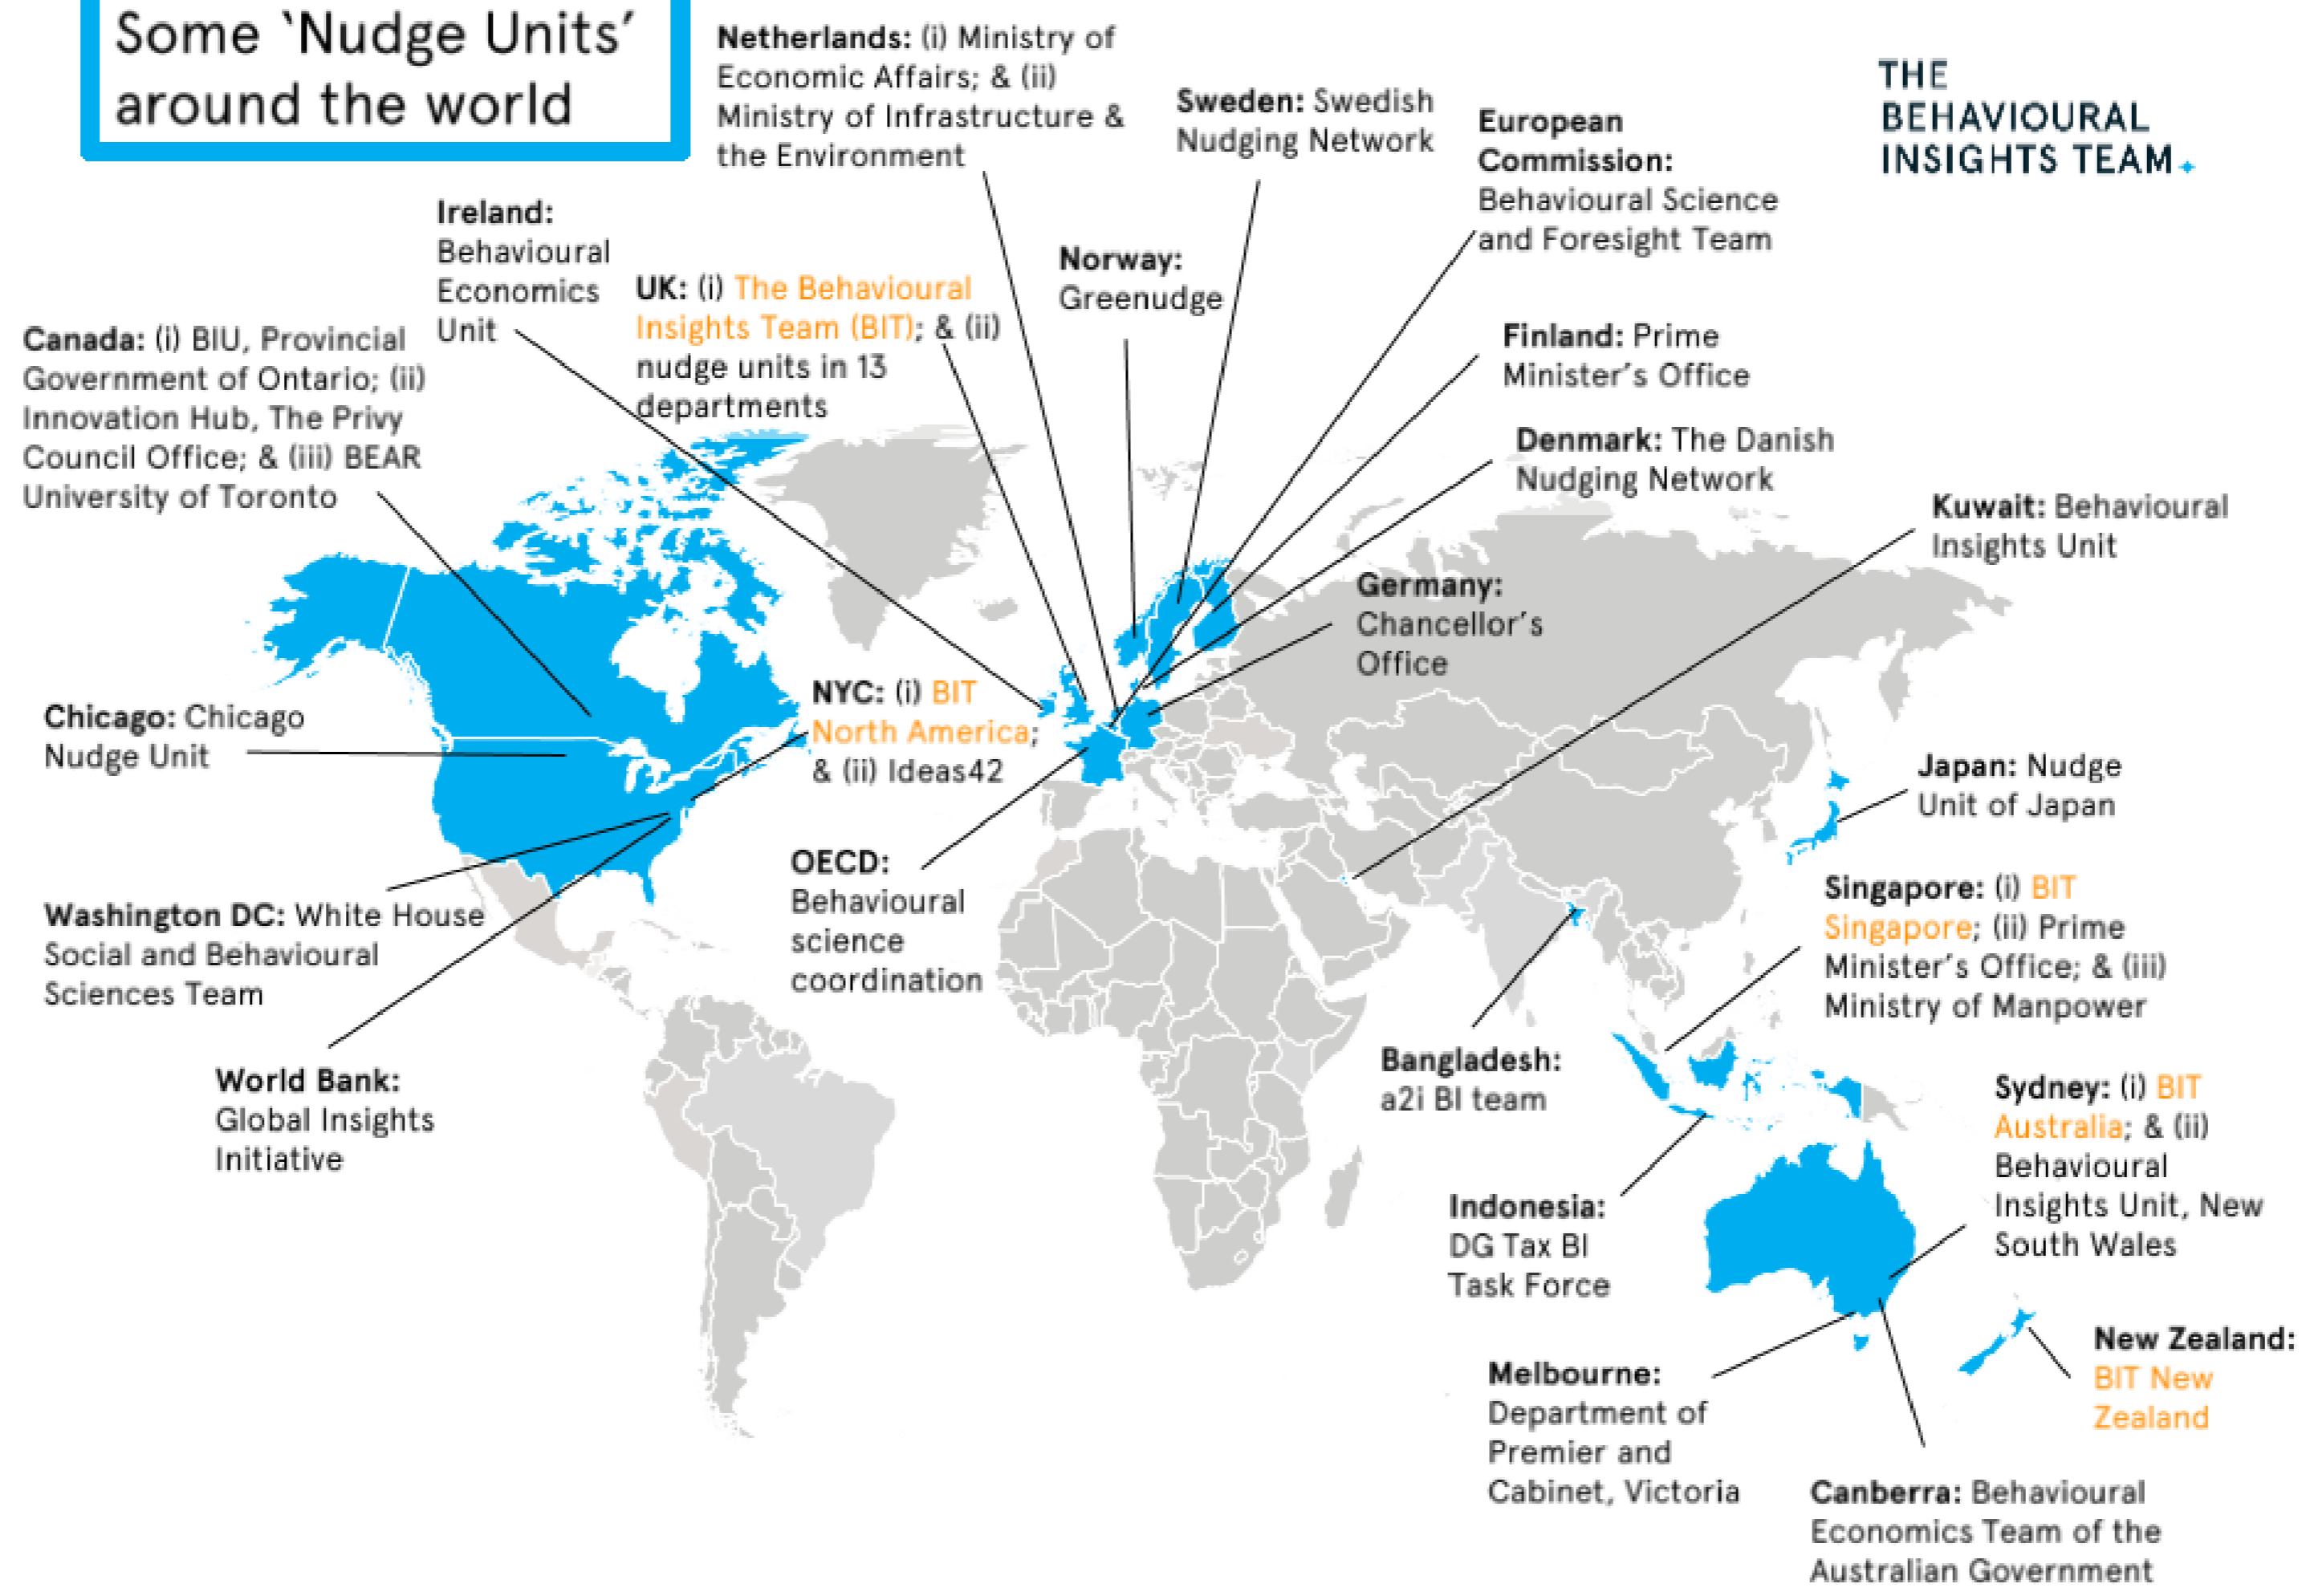 Some ‘Nudge Units’
around the world
Netherlands: (i) Ministry of
Economic Affairs; & (ii)
Ministry of Infrastructure &
the Environment
Sweden: Swedish
Nudging Network
European
Commission:
Behavioural Science
and Foresight Team
THE
BEHAVIOURAL
INSIGHTS TEAM
Ireland:
Behavioural
Economics
Unit
UK: (i) The Behavioural
Insights Team (BIT); & (ii)
nudge units in 13
departments
Norway:
Greenudge
Finland: Prime
Minister’s Office
Canada: (i) BIU, Provincial
Government of Ontario; (ii)
Innovation Hub, The Privy
Council Office; & (iii) BEAR
University of Toronto
Denmark: The Danish
Nudging Network
Kuwait: Behavioural
Insights Unit
Germany:
Chancellor’s
Office
Chicago: Chicago
Nudge Unit
NYC: (i) BIT
North America;
& (ii) Ideas42
Japan: Nudge
Unit of Japan
OECD:
Behavioural
science
coordination
Singapore: (i) BIT
Singapore; (ii) Prime
Minister’s Office; & (iii)
Ministry of Manpower
Washington DC: White House
Social and Behavioural
Sciences Team
World Bank:
Global Insights
Initiative
Bangladesh:
a2i BI team
Sydney: (i) BIT
Australia; & (ii)
Behavioural
Insights Unit, New
South Wales
Indonesia:
DG Tax BI
Task Force
New Zealand:
BIT New
Zealand
Melbourne:
Department of
Premier and
Cabinet, Victoria
Canberra: Behavioural
Economics Team of the
Australian Government